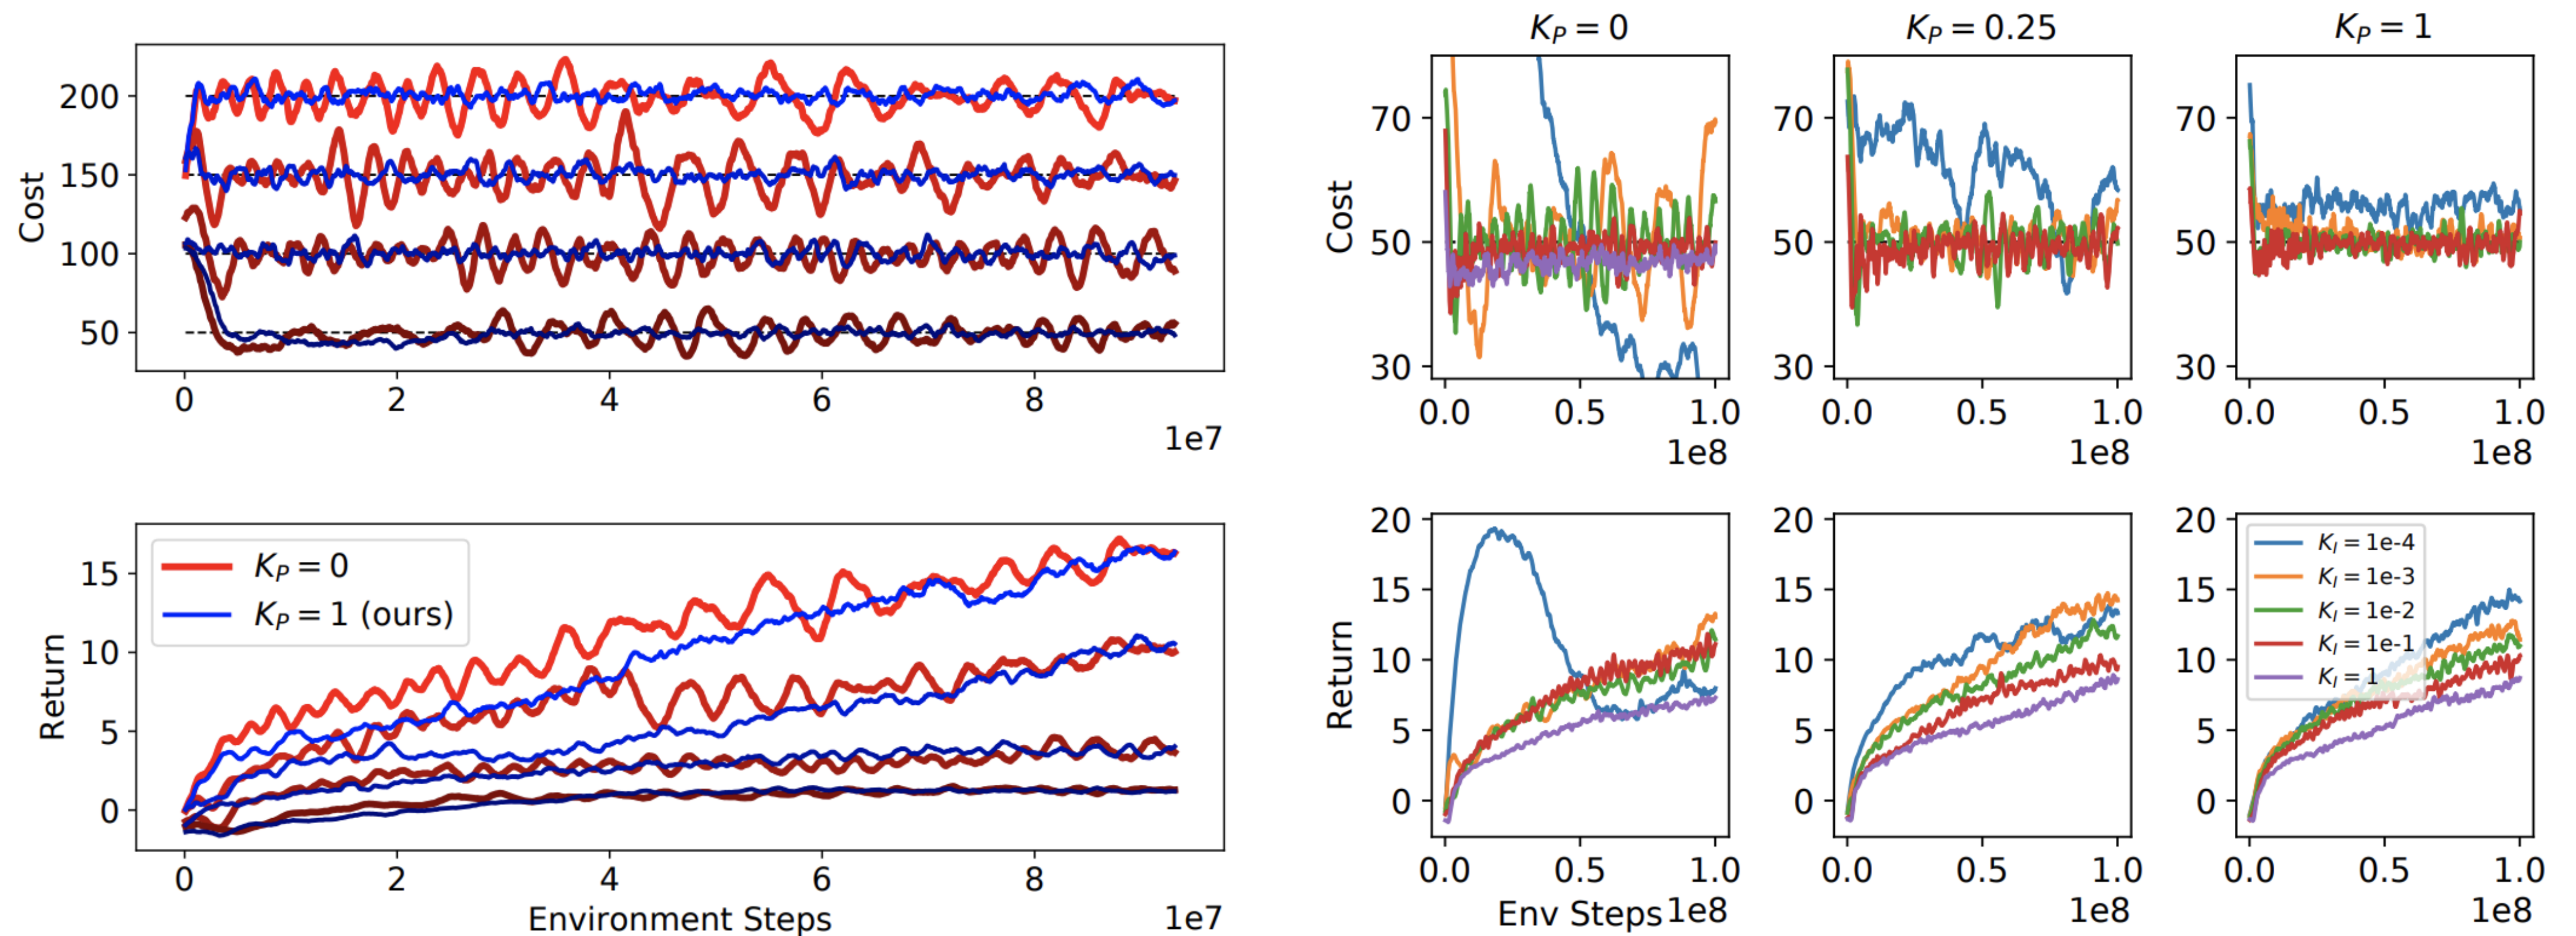 Cost
200
150
100
50
0 2 4 6 8
1e7
Return
15
10
5
0
K_P = 0
K_P = 1 (ours)
0 2 4 6 8
Environment Steps 1e7
K_P = 0
Cost
70
50
30
0.0 0.5 1.0
1e8
K_P = 0.25
70
50
30
0.0 0.5 1.0
1e8
K_P = 1
70
50
30
0.0 0.5 1.0
1e8
Return
20
15
10
5
0
0.0 0.5 1.0
Env Steps 1e8
20
15
10
5
0
0.0 0.5 1.0
1e8
20
15
10
5
0
K_I = 1e-4
K_I = 1e-3
K_I = 1e-2
K_I = 1e-1
K_I = 1
0.0 0.5 1.0
1e8